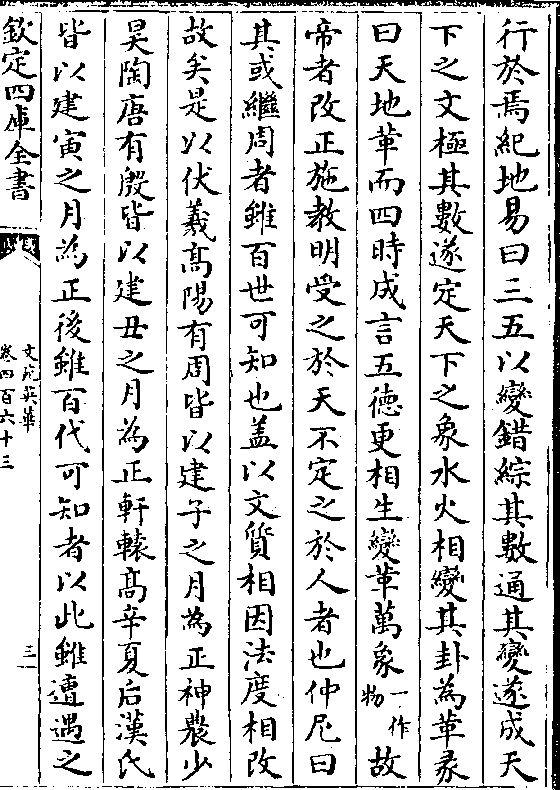 行於焉紀地易曰三五以變錯綜其數通其變遂成天
下之文極其數遂定天下之象水火相變其卦為革彖
曰天地革而四時成言五德更相生變革萬象一作物故
帝者改正施教明受之於天不定之於人者也仲尼曰
其或繼周者雖百世可知也盖以文質相因法度相改
故矣是以伏羲髙陽有周皆以建子之月為正神農少
昊陶唐有殷皆以建丑之月為正軒轅髙辛夏后漢氏
皆以建寅之月為正後雖百代可知者以此雖遭遇之
欽定四庫全書
文苑英華
卷四百六十三
三